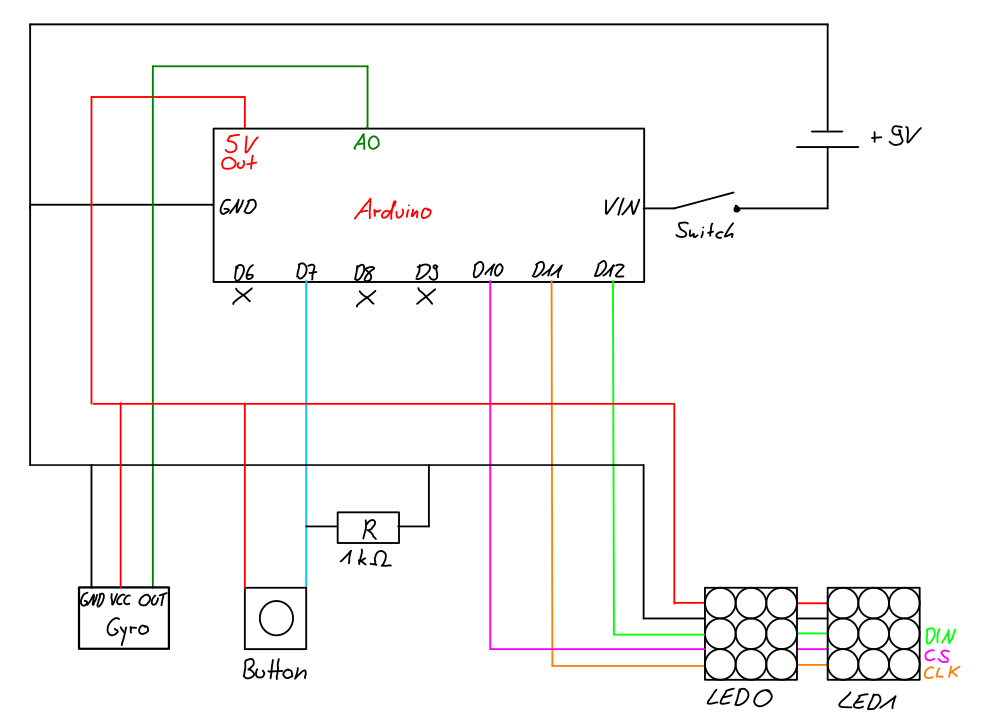 + 9V
5V
Out
A0
GND
Arduino
VIN
Switch
D6
D7
D8
D9
D10
D11
D12
X
X
X
R
1kΩ
GND VCC OUT
Gyro
Button
DIN
CS
CLK
LED0
LED1